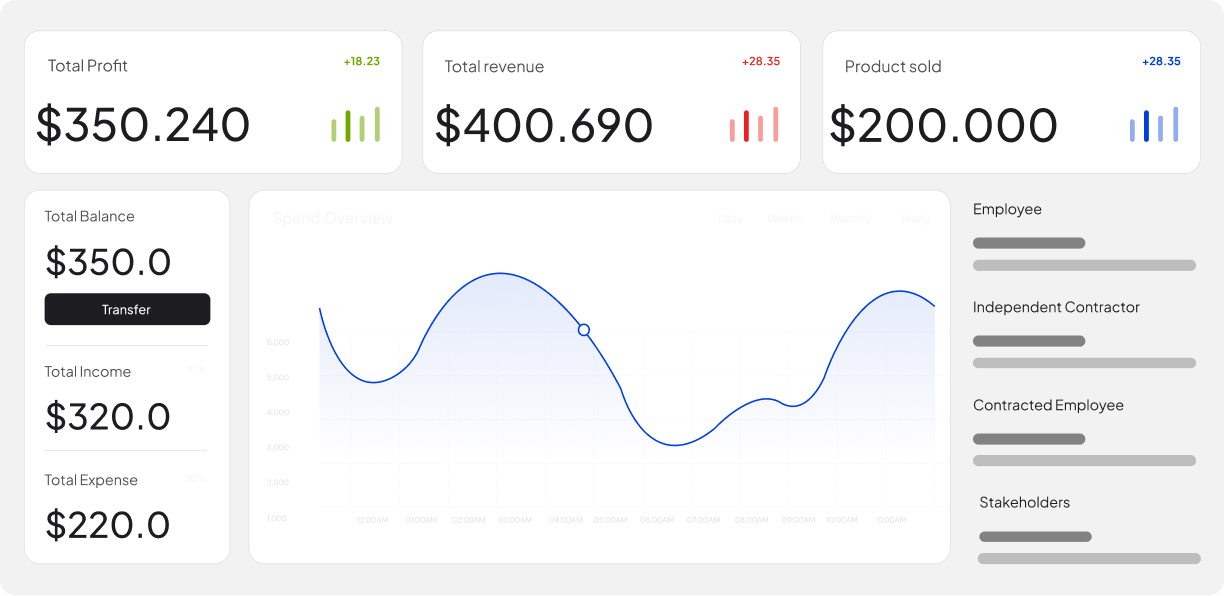 Total Profit
+18.23
$350.240
Total revenue
+28.35
$400.690
Product sold
+28.35
$200.000
Total Balance
$350.0
Transfer
Total Income
$320.0
Total Expense
$220.0
Spend Overview
Daily Weekly Monday Yearly
6,000
5,000
4,000
3,000
2,000
1,000
12:00AM 01:00AM 02:00AM 03:00AM 04:00AM 05:00AM 06:00AM 07:00AM 08:00AM 09:00AM 10:00AM 11:00AM
Employee
Independent Contractor
Contracted Employee
Stakeholders